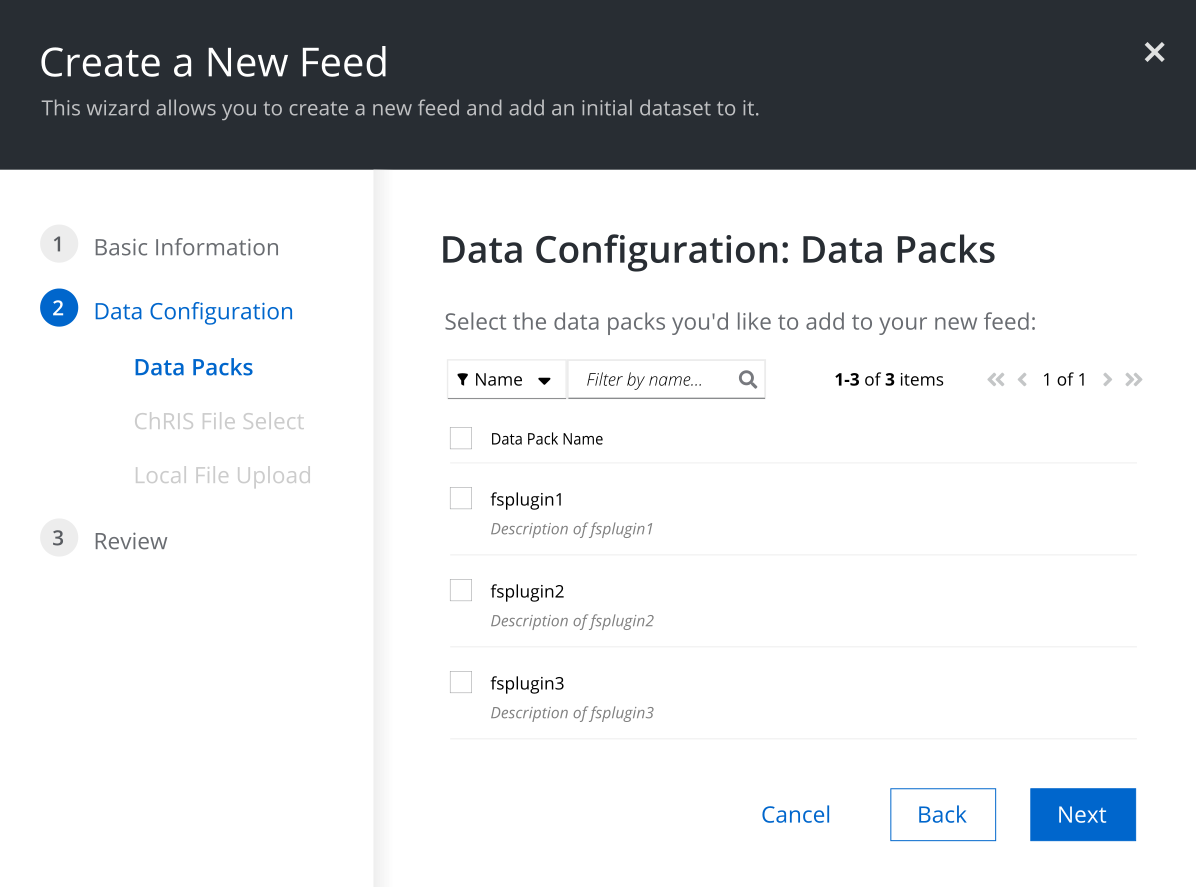 Create a New Feed
This wizard allows you to create a new feed and add an initial dataset to it.
1 Basic Information
2 Data Configuration
Data Packs
ChRIS File Select
Local File Upload
3 Review
Data Configuration: Data Packs
Select the data packs you'd like to add to your new feed:
Name Filter by name... 1-3 of 3 items 1 of 1
Data Pack Name
fsplugin1
Description of fsplugin1
fsplugin2
Description of fsplugin2
fsplugin3
Description of fsplugin3
Cancel Back Next